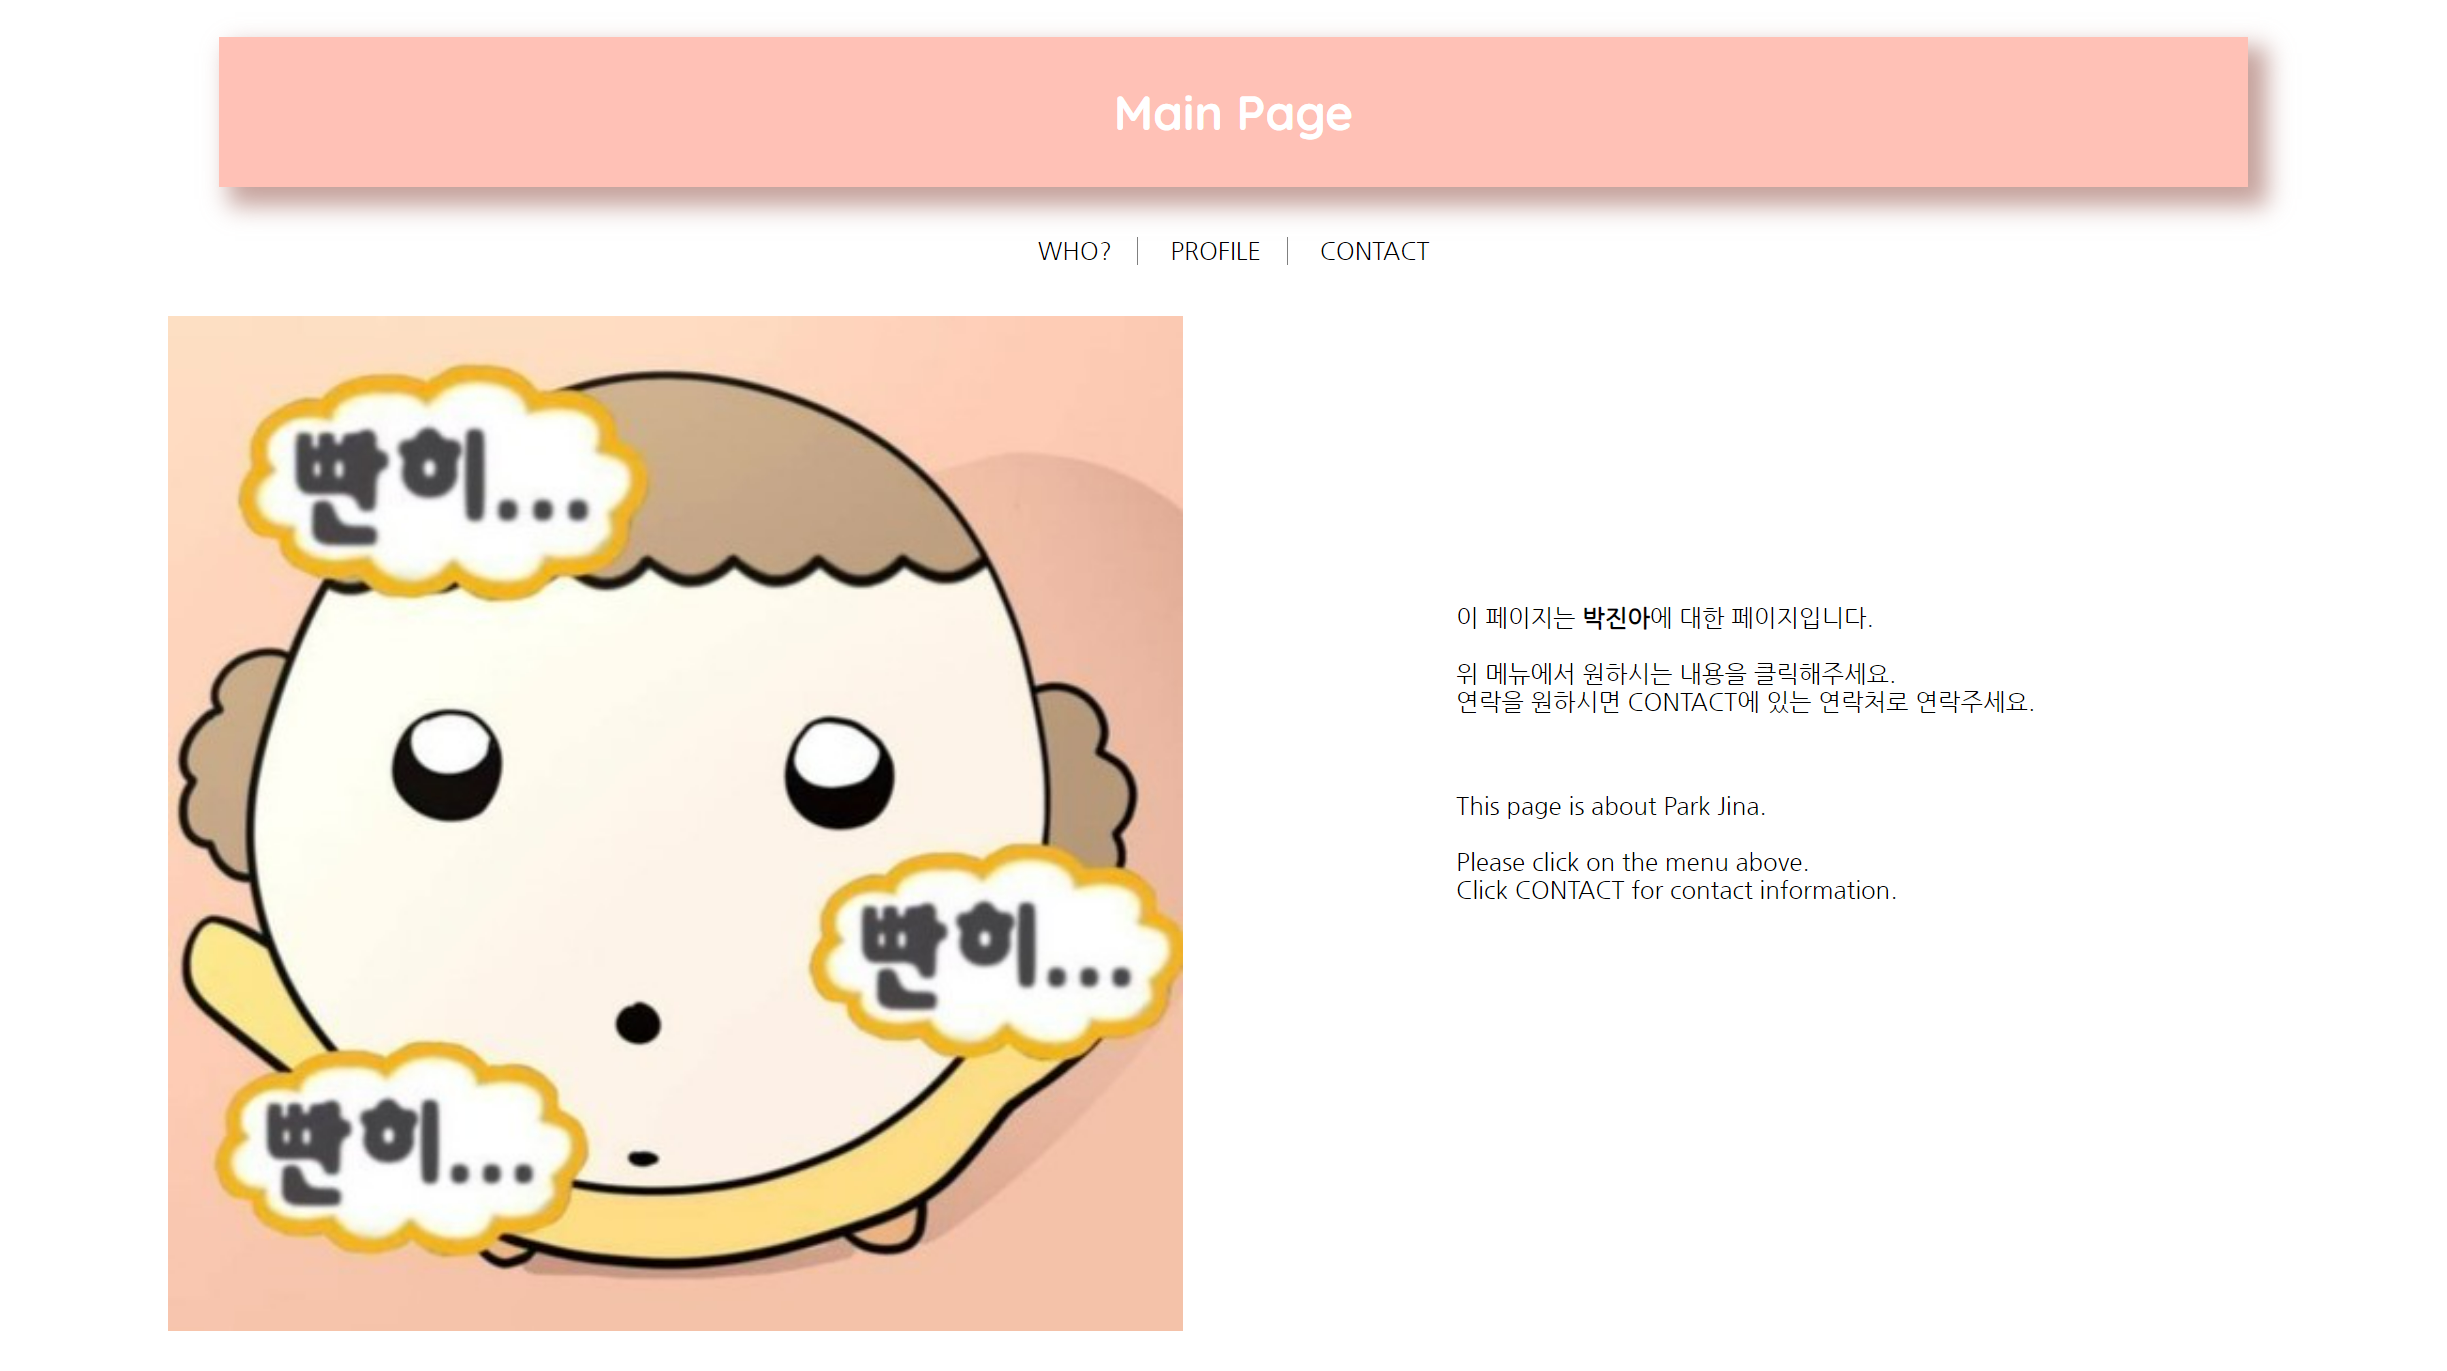 Main Page
WHO?
PROFILE
CONTACT
빤히...
빤히...
빤히...
이 페이지는 박진아에 대한 페이지입니다.
위 메뉴에서 원하시는 내용을 클릭해주세요.
연락을 원하시면 CONTACT에 있는 연락처로 연락주세요.
This page is about Park Jina.
Please click on the menu above.
Click CONTACT for contact information.